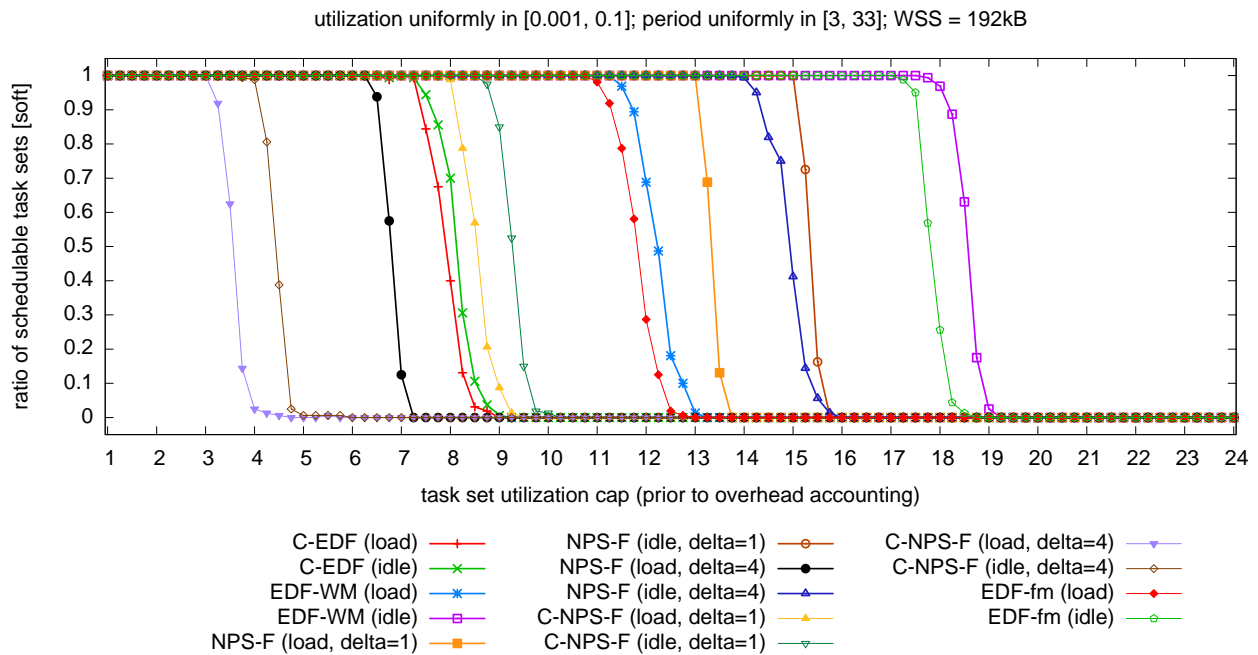 utilization uniformly in [0.001, 0.1]; period uniformly in [3, 33]; WSS = 192kB
ratio of schedulable task sets [soft]
1
0.9
0.8
0.7
0.6
0.5
0.4
0.3
0.2
0.1
0
1 2 3 4 5 6 7 8 9 10 11 12 13 14 15 16 17 18 19 20 21 22 23 24
task set utilization cap (prior to overhead accounting)
C-EDF (load)
C-EDF (idle)
EDF-WM (load)
EDF-WM (idle)
NPS-F (load, delta=1)
NPS-F (idle, delta=1)
NPS-F (load, delta=4)
NPS-F (idle, delta=4)
C-NPS-F (load, delta=1)
C-NPS-F (idle, delta=1)
C-NPS-F (load, delta=4)
C-NPS-F (idle, delta=4)
EDF-fm (load)
EDF-fm (idle)